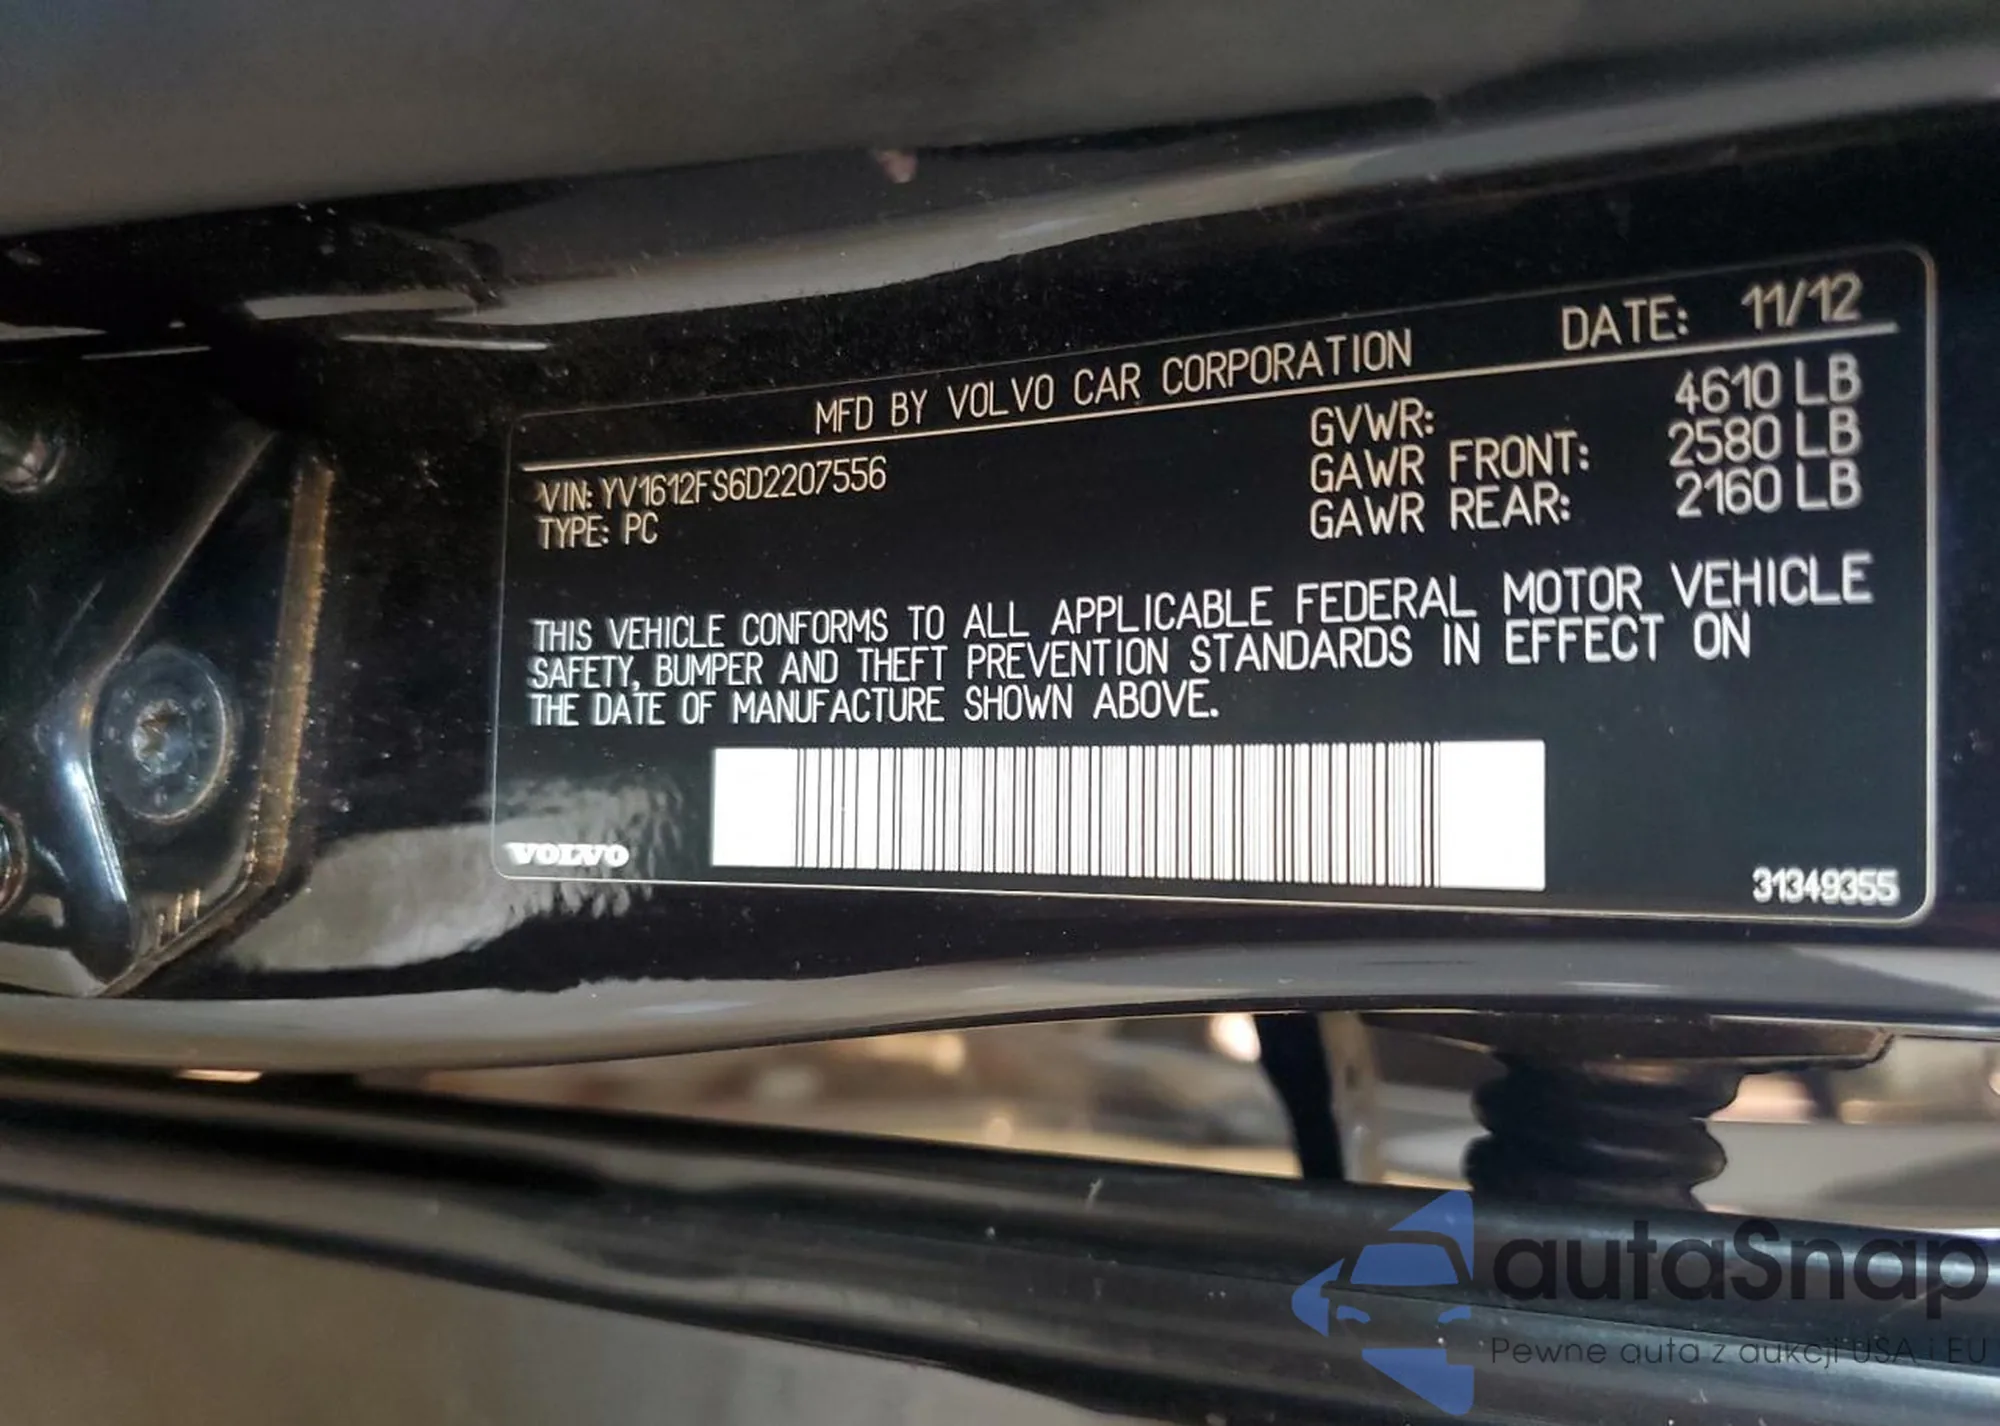 MFD BY VOLVO CAR CORPORATION DATE: 11/12
VIN: YV1612FS6D2207556
TYPE: PC
GVWR: 4610 LB
GAWR FRONT: 2580 LB
GAWR REAR: 2160 LB
THIS VEHICLE CONFORMS TO ALL APPLICABLE FEDERAL MOTOR VEHICLE
SAFETY, BUMPER AND THEFT PREVENTION STANDARDS IN EFFECT ON
THE DATE OF MANUFACTURE SHOWN ABOVE.
VOLVO
31349355
autaSnap
Pewne auta z aukcji USA i EU